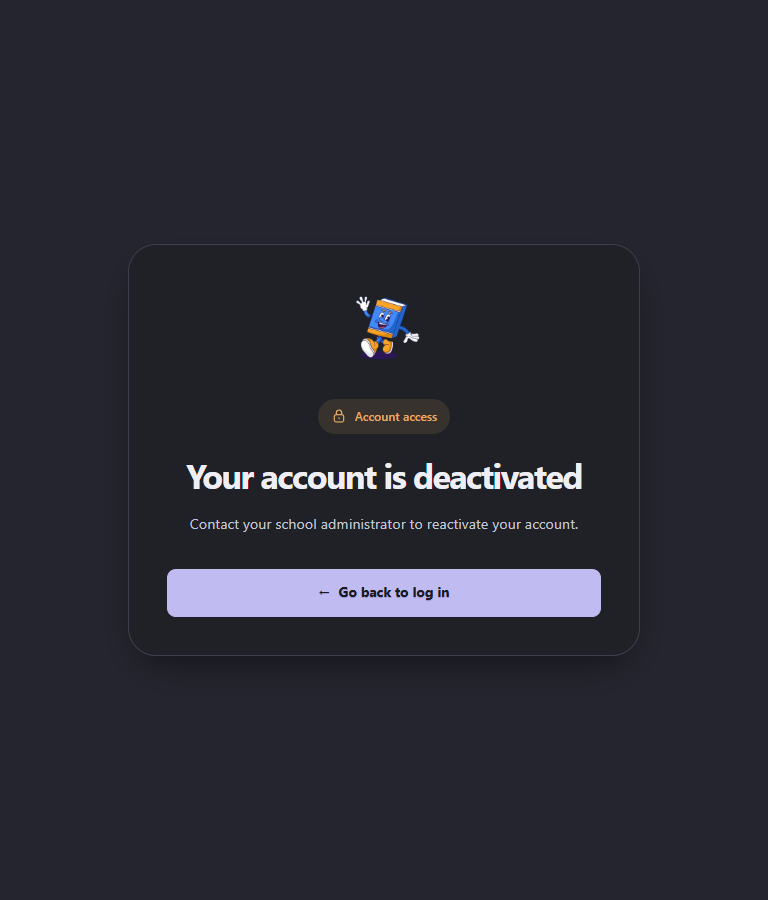 Account access
Your account is deactivated
Contact your school administrator to reactivate your account.
← Go back to log in